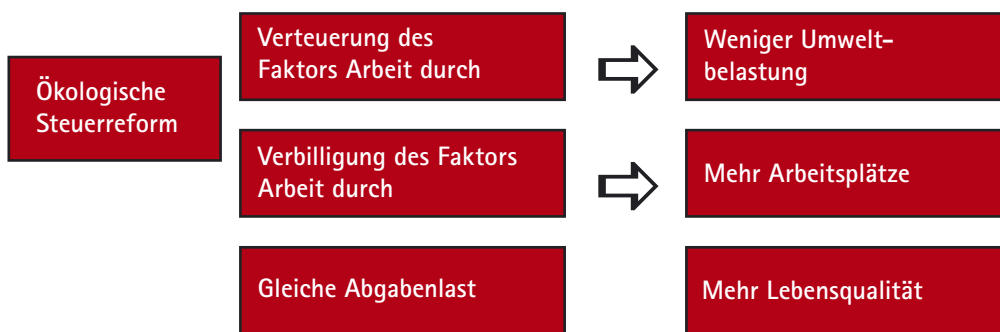 Ökologische
Steuerreform
Verteuerung des
Faktors Arbeit durch
Weniger Umwelt-
belastung
Verbilligung des Faktors
Arbeit durch
Mehr Arbeitsplätze
Gleiche Abgabenlast
Mehr Lebensqualität